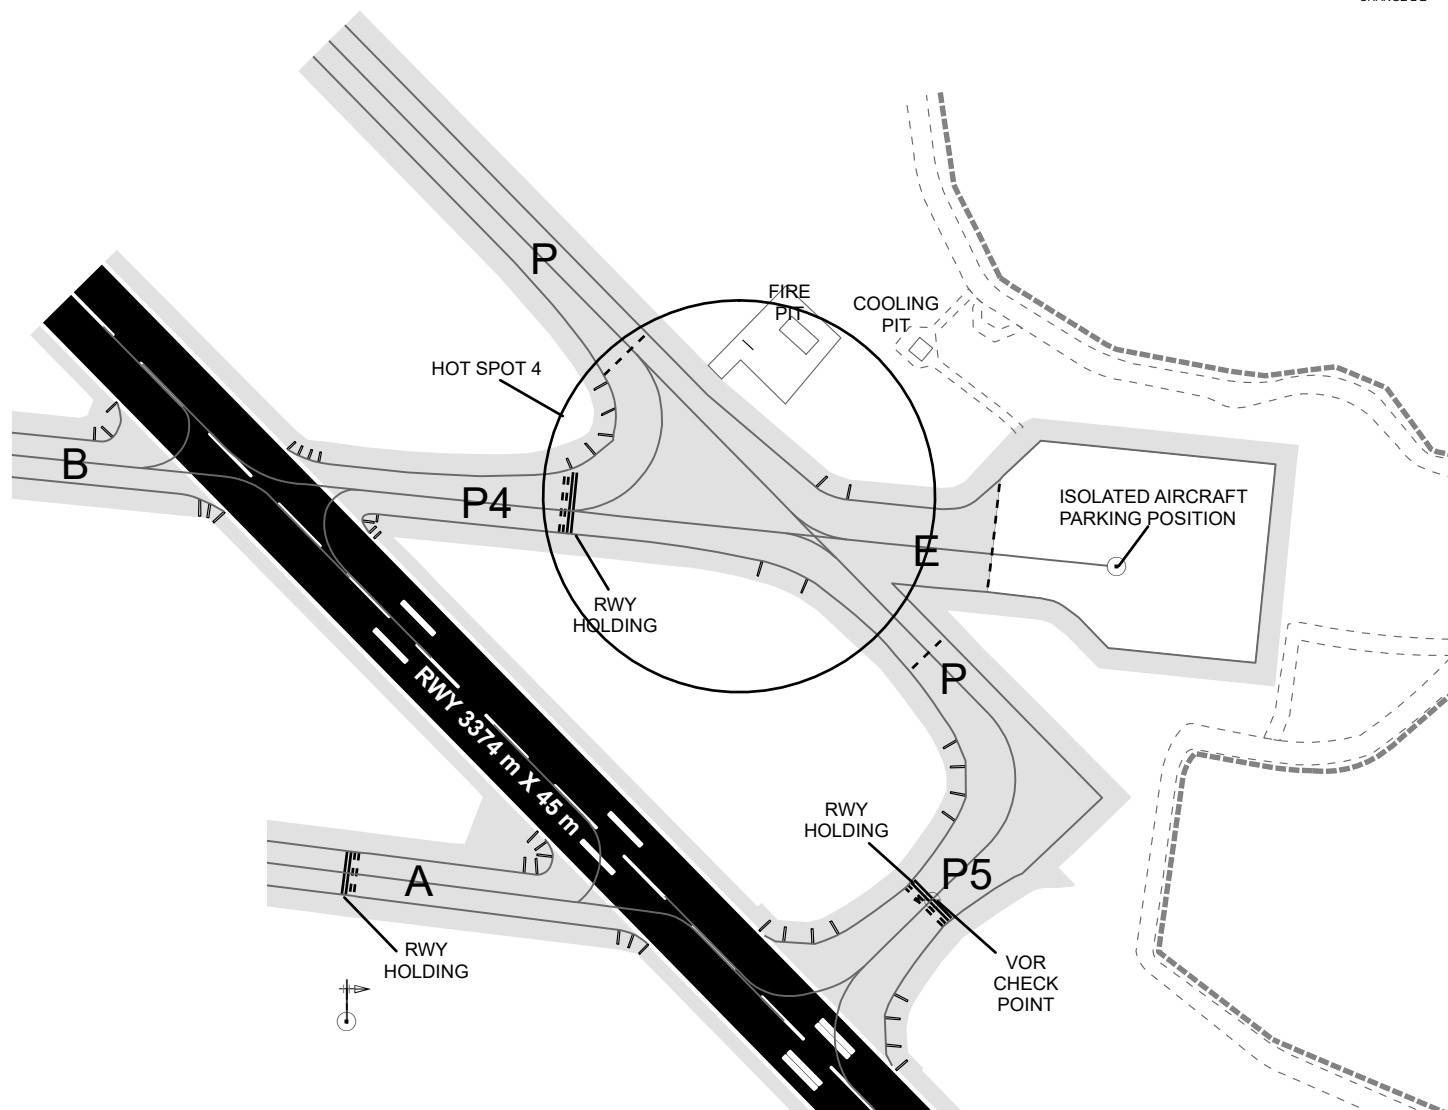 P
FIRE
PIT
COOLING
PIT
HOT SPOT 4
B
P4
ISOLATED AIRCRAFT
PARKING POSITION
E
RWY
HOLDING
P
RWY 3374 m X 45 m
RWY
HOLDING
P5
A
RWY
HOLDING
VOR
CHECK
POINT